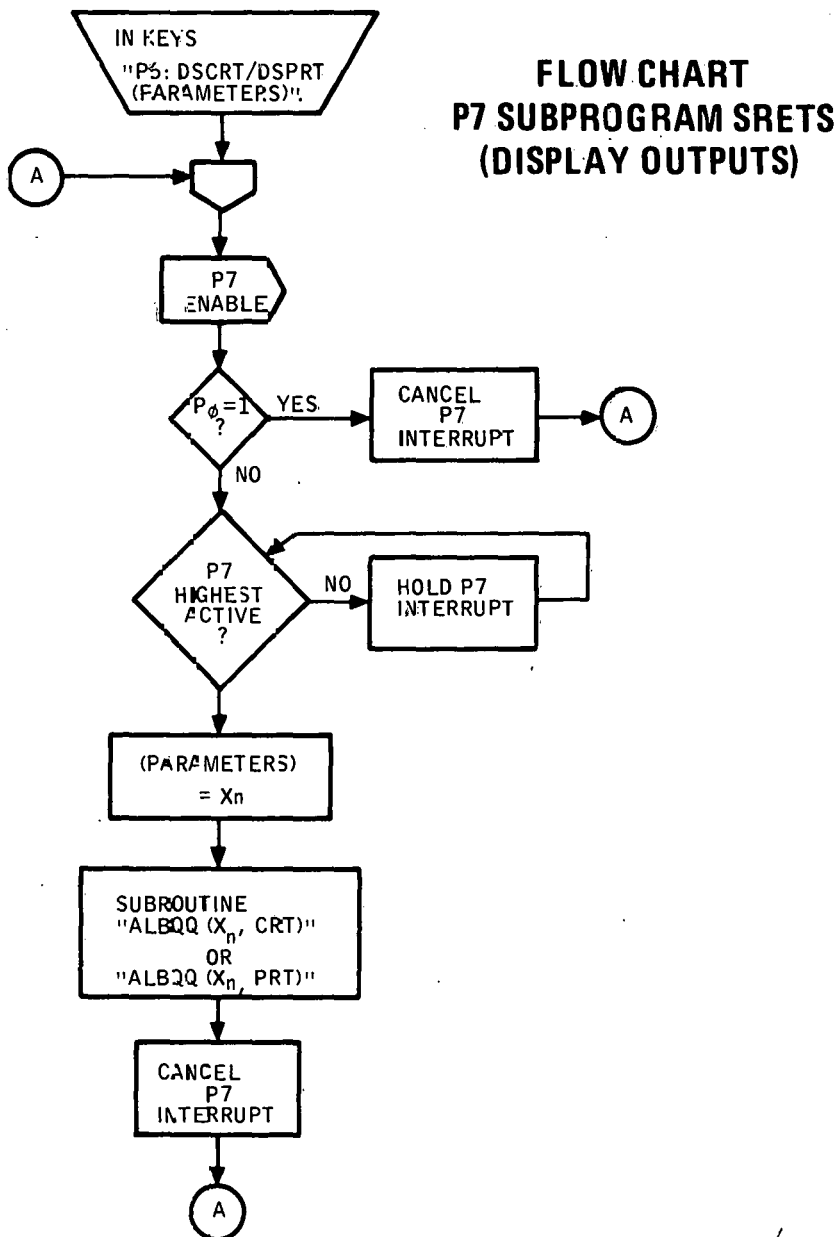 IN KEYS
"P5: DSCRT/DSPRT
(PARAMETERS)".
FLOW CHART
P7 SUBPROGRAM SRETS
(DISPLAY OUTPUTS)
A
P7
ENABLE
Pφ=1
?
YES
CANCEL
P7
INTERRUPT
A
NO
P7
HIGHEST
ACTIVE
?
NO
HOLD P7
INTERRUPT
(PARAMETERS)
= Xn
SUBROUTINE
"ALBQQ (Xn, CRT)"
OR
"ALBQQ (Xn, PRT)"
CANCEL
P7
INTERRUPT
A